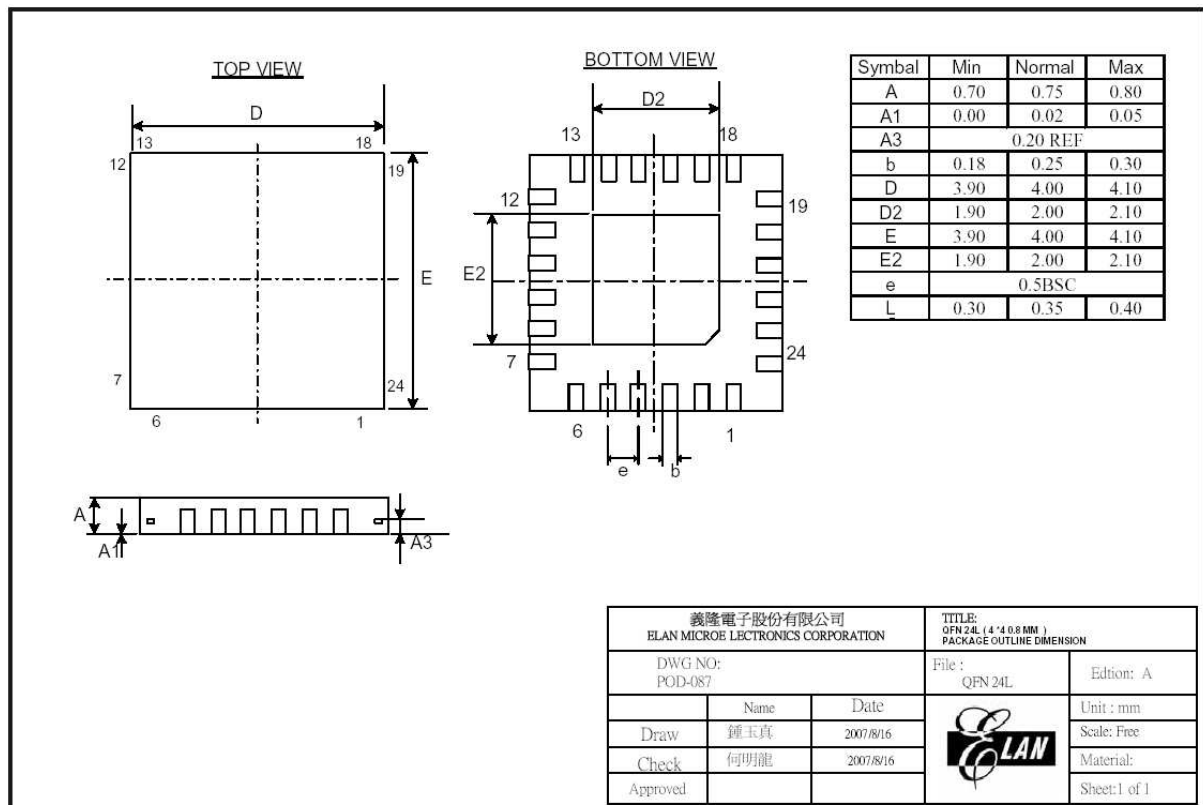 TOP VIEW
D
13 18
12 19
E
7 24
6 1
A
A1
A3
BOTTOM VIEW
D2
13 18
12 19
E2
7 24
6 1
e b
Symbal Min Normal Max
A 0.70 0.75 0.80
A1 0.00 0.02 0.05
A3 0.20 REF
b 0.18 0.25 0.30
D 3.90 4.00 4.10
D2 1.90 2.00 2.10
E 3.90 4.00 4.10
E2 1.90 2.00 2.10
e 0.5BSC
L 0.30 0.35 0.40
義隆電子股份有限公司
ELAN MICROE LECTRONICS CORPORATION
TITLE:
QFN 24L ( 4 *4 0.8 MM )
PACKAGE OUTLINE DIMENSION
DWG NO:
POD-087
File :
QFN 24L
Edtion: A
Name Date
Draw 鍾玉真 2007/8/16
Check 何明龍 2007/8/16
Approved
ELAN
Unit : mm
Scale: Free
Material:
Sheet:1 of 1